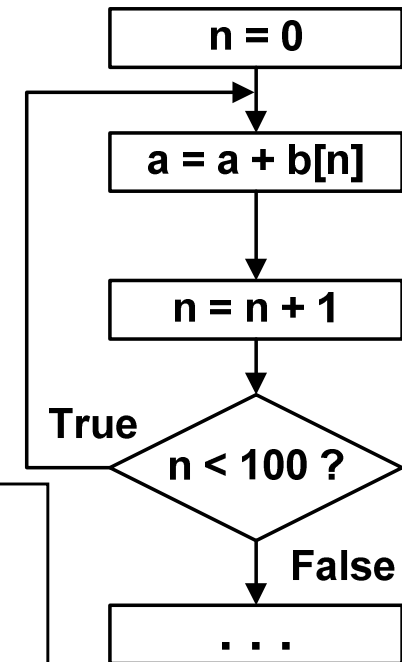 n = 0
a = a + b[n]
n = n + 1
True
n < 100 ?
False
. . .